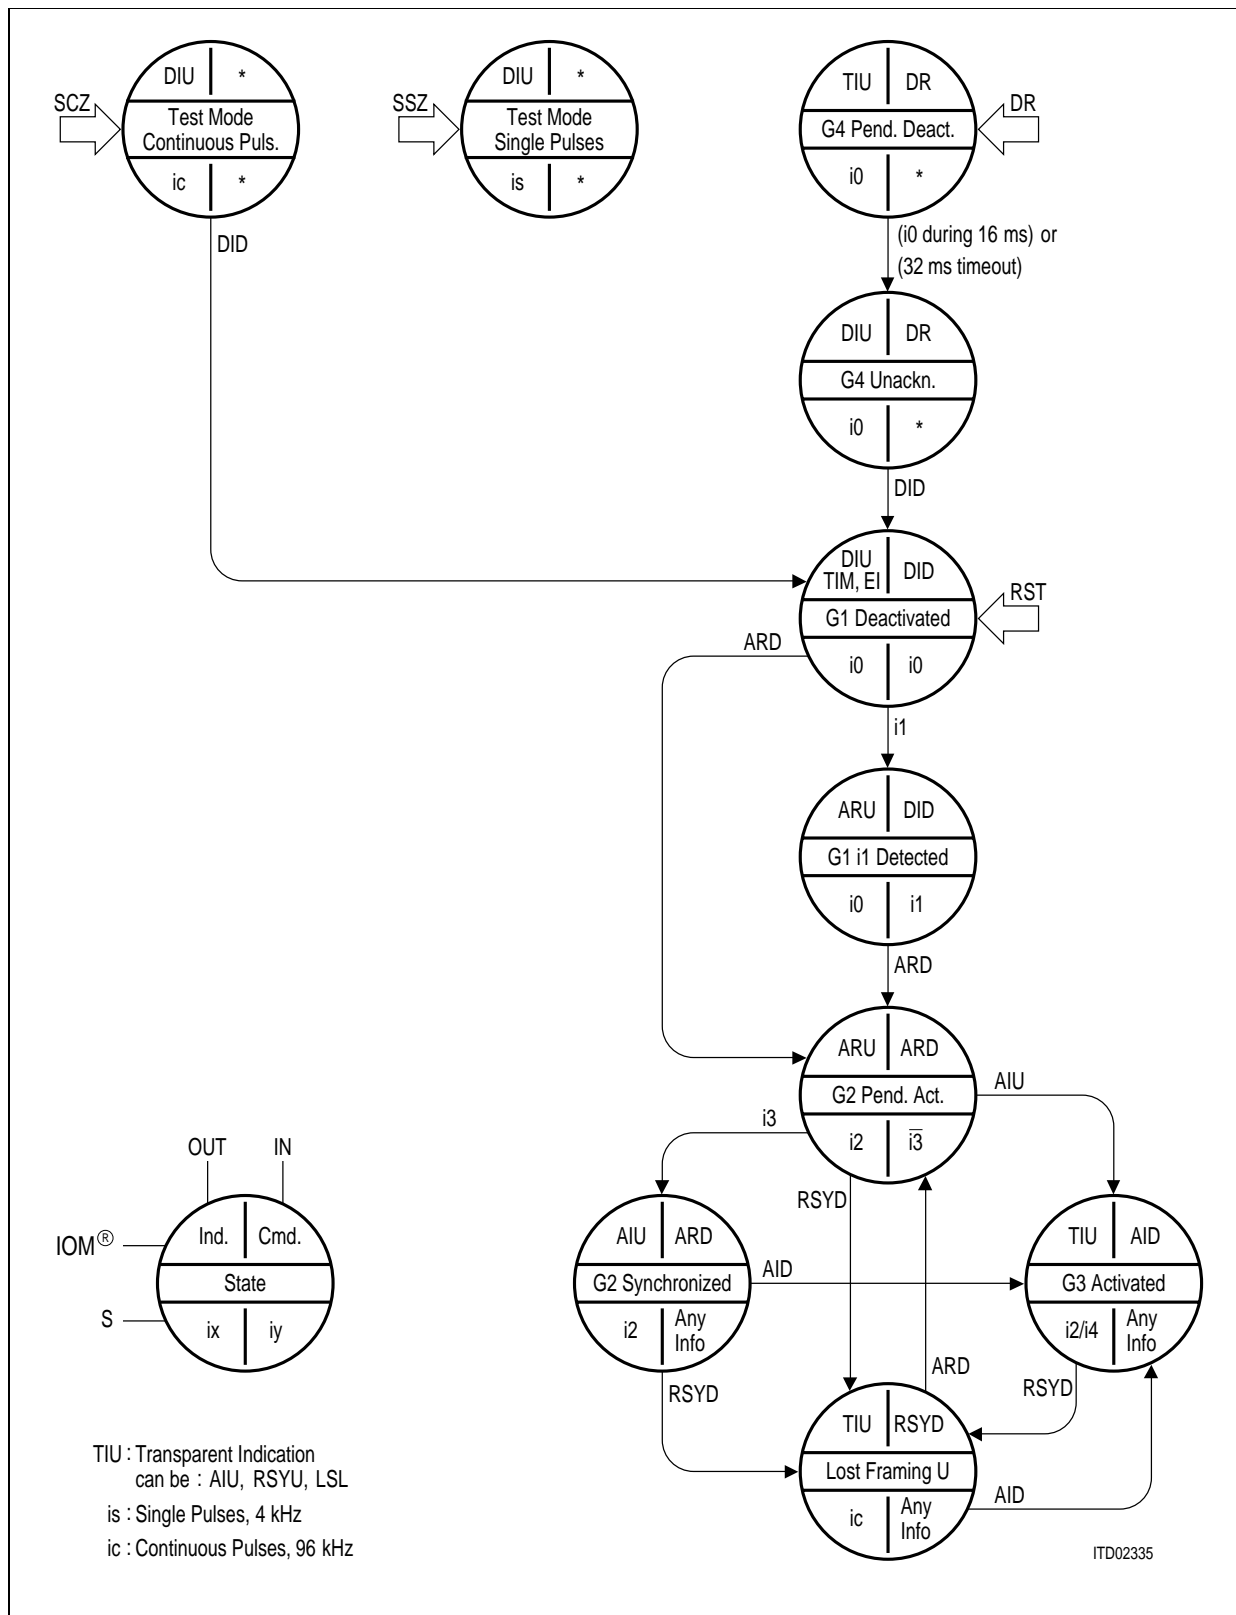 SCZ
DIU *
Test Mode
Continuous Puls.
ic *
DID
SSZ
DIU *
Test Mode
Single Pulses
is *
TIU DR
G4 Pend. Deact.
i0 *
DR
(i0 during 16 ms) or
(32 ms timeout)
DIU DR
G4 Unackn.
i0 *
DID
DIU
TIM, EI
DID
G1 Deactivated
i0 i0
RST
ARD
i1
ARU DID
G1 i1 Detected
i0 i1
ARD
ARU ARD
G2 Pend. Act.
i2 i3̅
AIU
i3
RSYD
AIU ARD
G2 Synchronized
i2 Any
Info
AID
TIU AID
G3 Activated
i2/i4 Any
Info
RSYD
ARD
RSYD
TIU RSYD
Lost Framing U
ic Any
Info
AID
OUT IN
IOM®
Ind. Cmd.
State
S
ix iy
TIU : Transparent Indication
can be : AIU, RSYU, LSL
is : Single Pulses, 4 kHz
ic : Continuous Pulses, 96 kHz
ITD02335